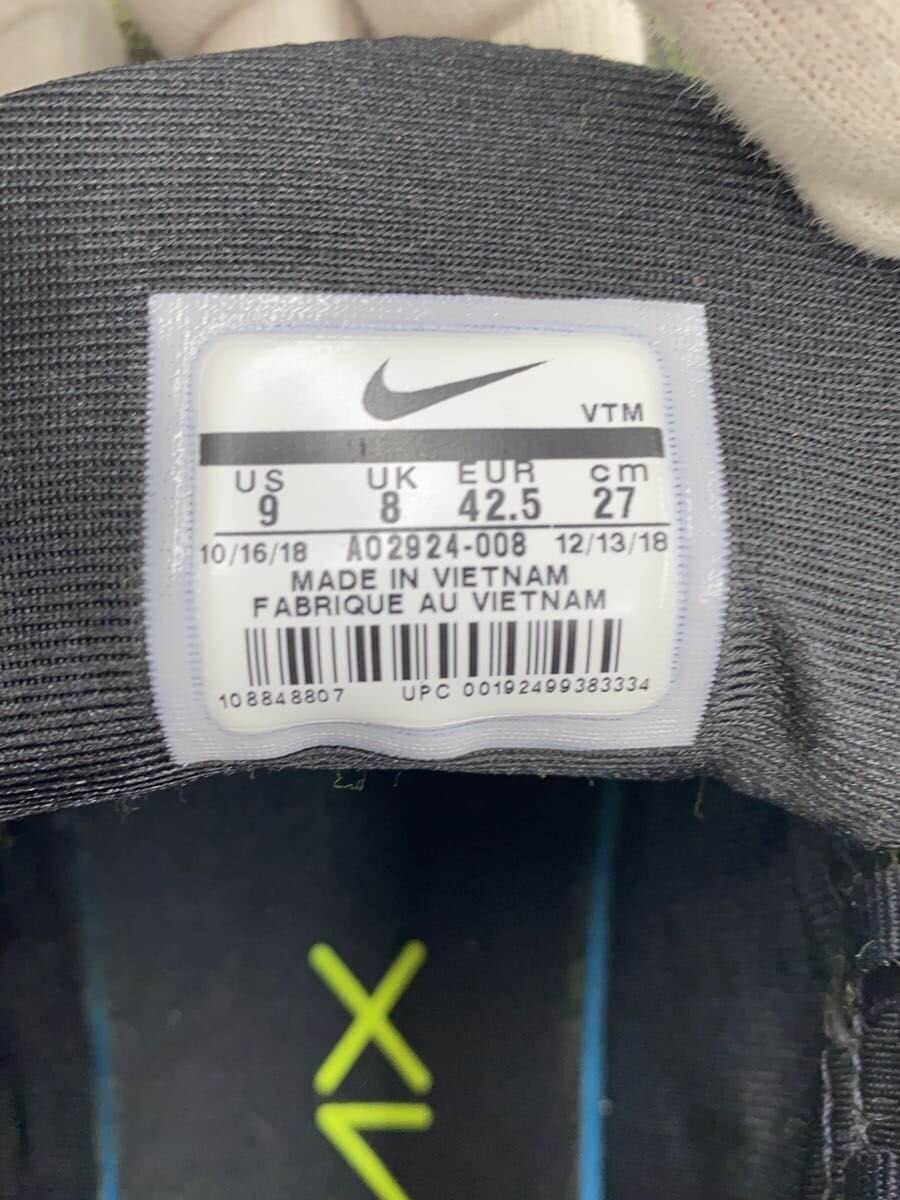 VTM
US UK EUR cm
9 8 42.5 27
10/16/18 AO2924-008 12/13/18
MADE IN VIETNAM
FABRIQUE AU VIETNAM
108848807 UPC 00192499383334